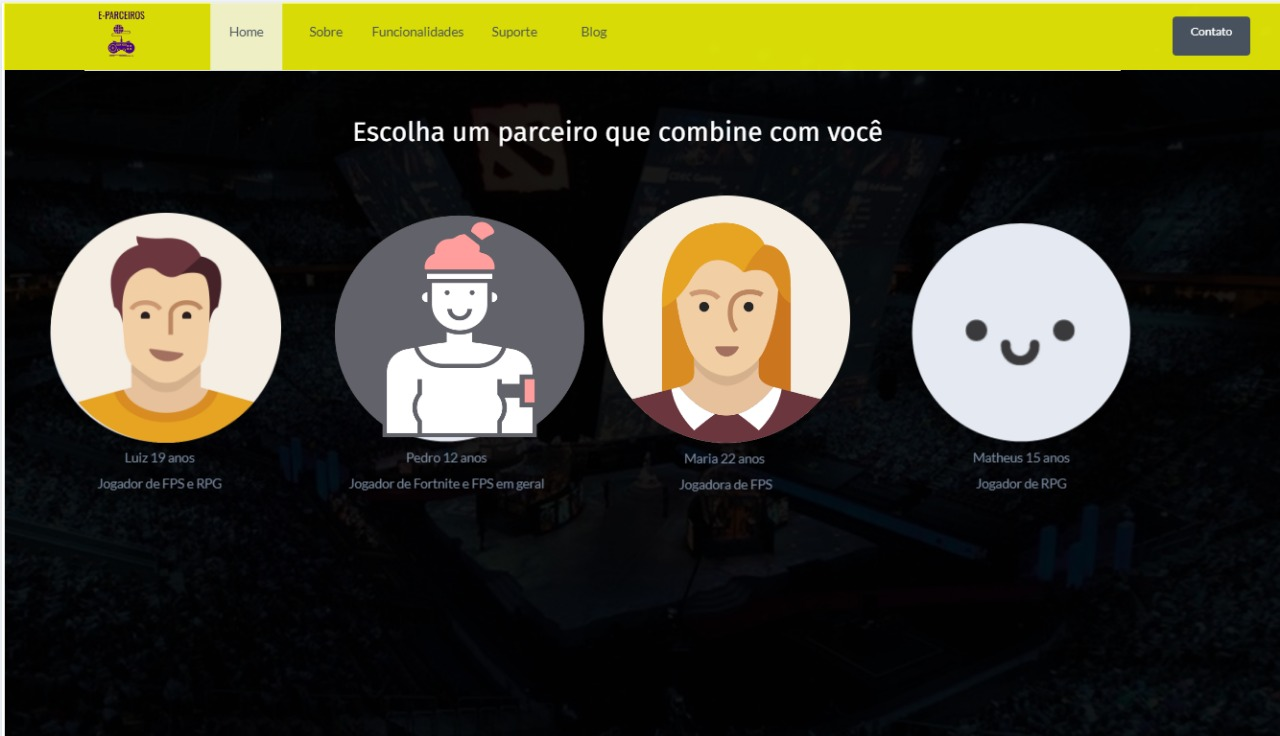 E-PARCEIROS
Home
Sobre
Funcionalidades
Suporte
Blog
Contato
Escolha um parceiro que combine com você
Luiz 19 anos
Jogador de FPS e RPG
Pedro 12 anos
Jogador de Fortnite e FPS em geral
Maria 22 anos
Jogadora de FPS
Matheus 15 anos
Jogador de RPG